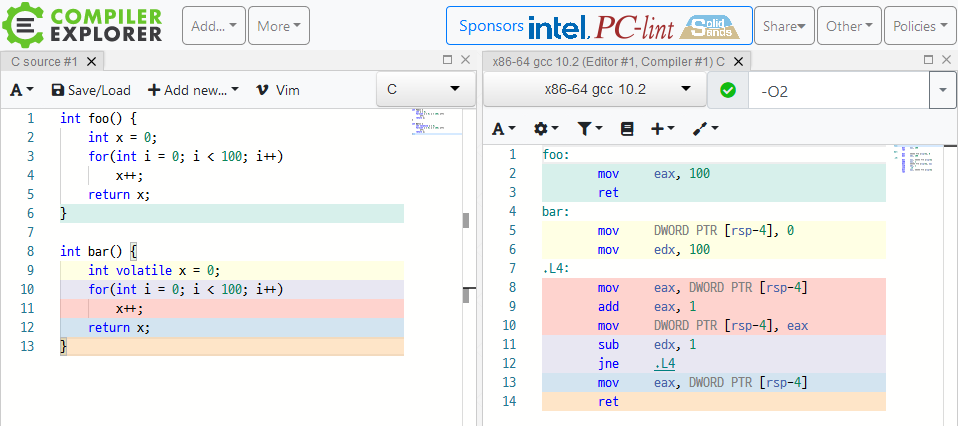 COMPILER
EXPLORER
Add...
More
Sponsors intel. PC-lint Solid Sands
Share
Other
Policies
C source #1
A
Save/Load
Add new...
Vim
C
1 int foo() {
2 int x = 0;
3 for(int i = 0; i < 100; i++)
4 x++;
5 return x;
6 }
7
8 int bar() {
9 int volatile x = 0;
10 for(int i = 0; i < 100; i++)
11 x++;
12 return x;
13 }
x86-64 gcc 10.2 (Editor #1, Compiler #1) C
x86-64 gcc 10.2
-O2
A
1 foo:
2 mov eax, 100
3 ret
4 bar:
5 mov DWORD PTR [rsp-4], 0
6 mov edx, 100
7 .L4:
8 mov eax, DWORD PTR [rsp-4]
9 add eax, 1
10 mov DWORD PTR [rsp-4], eax
11 sub edx, 1
12 jne .L4
13 mov eax, DWORD PTR [rsp-4]
14 ret